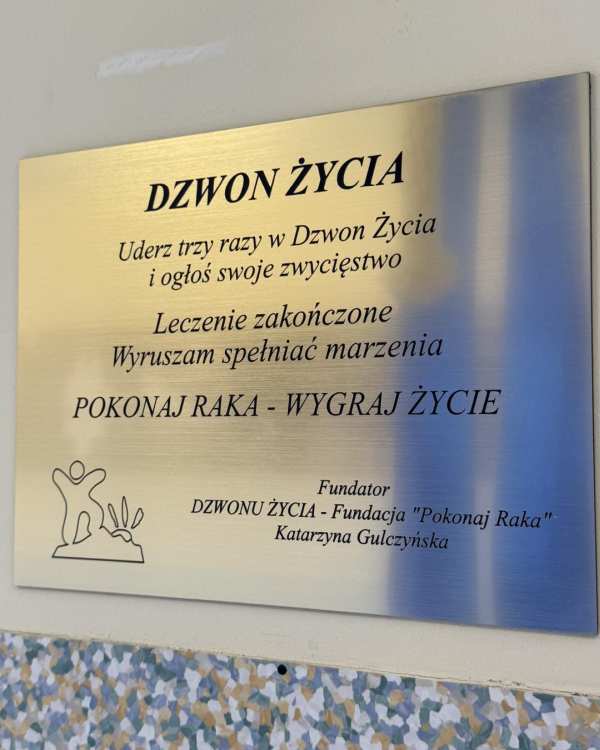 DZWON ŻYCIA
Uderz trzy razy w Dzwon Życia
i ogłoś swoje zwycięstwo
Leczenie zakończone
Wyruszam spełniać marzenia
POKONAJ RAKA - WYGRAJ ŻYCIE
Fundator
DZWONU ŻYCIA - Fundacja "Pokonaj Raka"
Katarzyna Gulczyńska